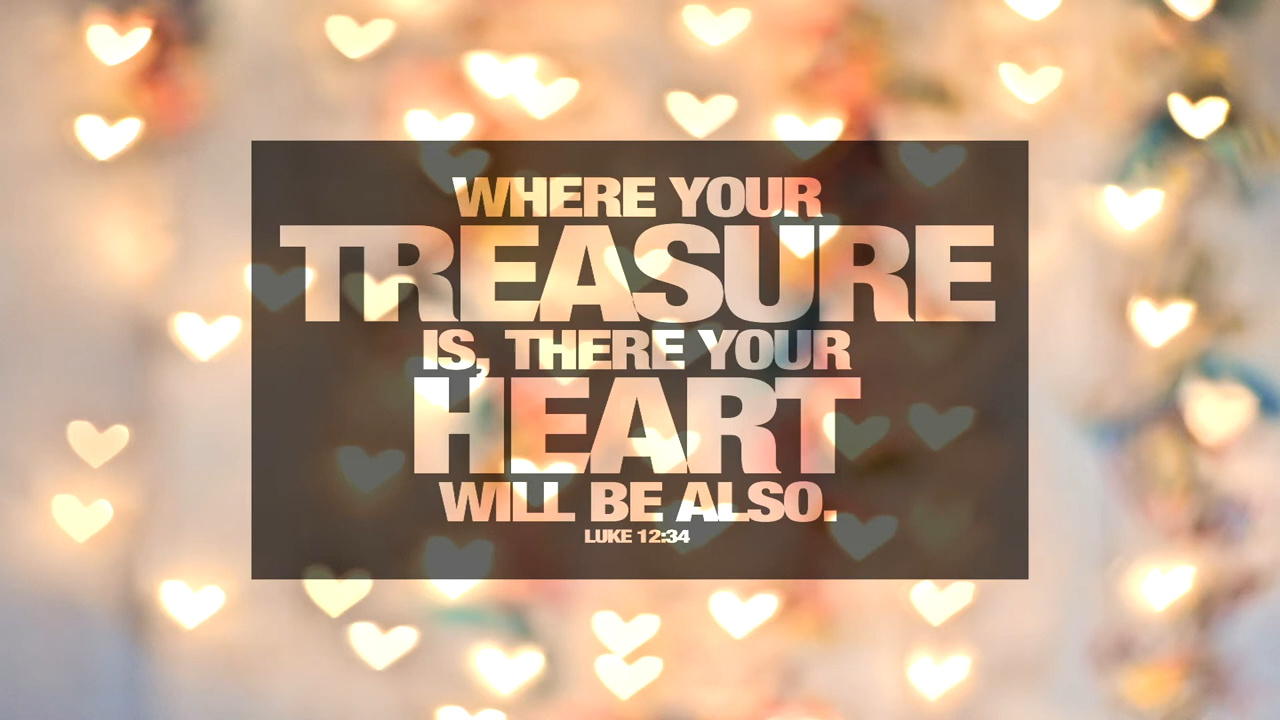 WHERE YOUR
TREASURE
IS, THERE YOUR
HEART
WILL BE ALSO.
LUKE 12:34